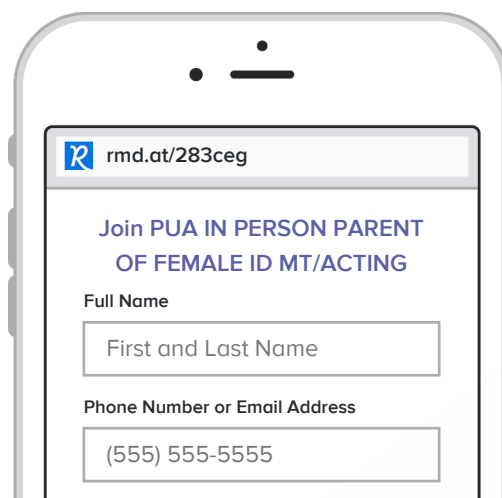 rmd.at/283ceg
Join PUA IN PERSON PARENT
OF FEMALE ID MT/ACTING
Full Name
First and Last Name
Phone Number or Email Address
(555) 555-5555